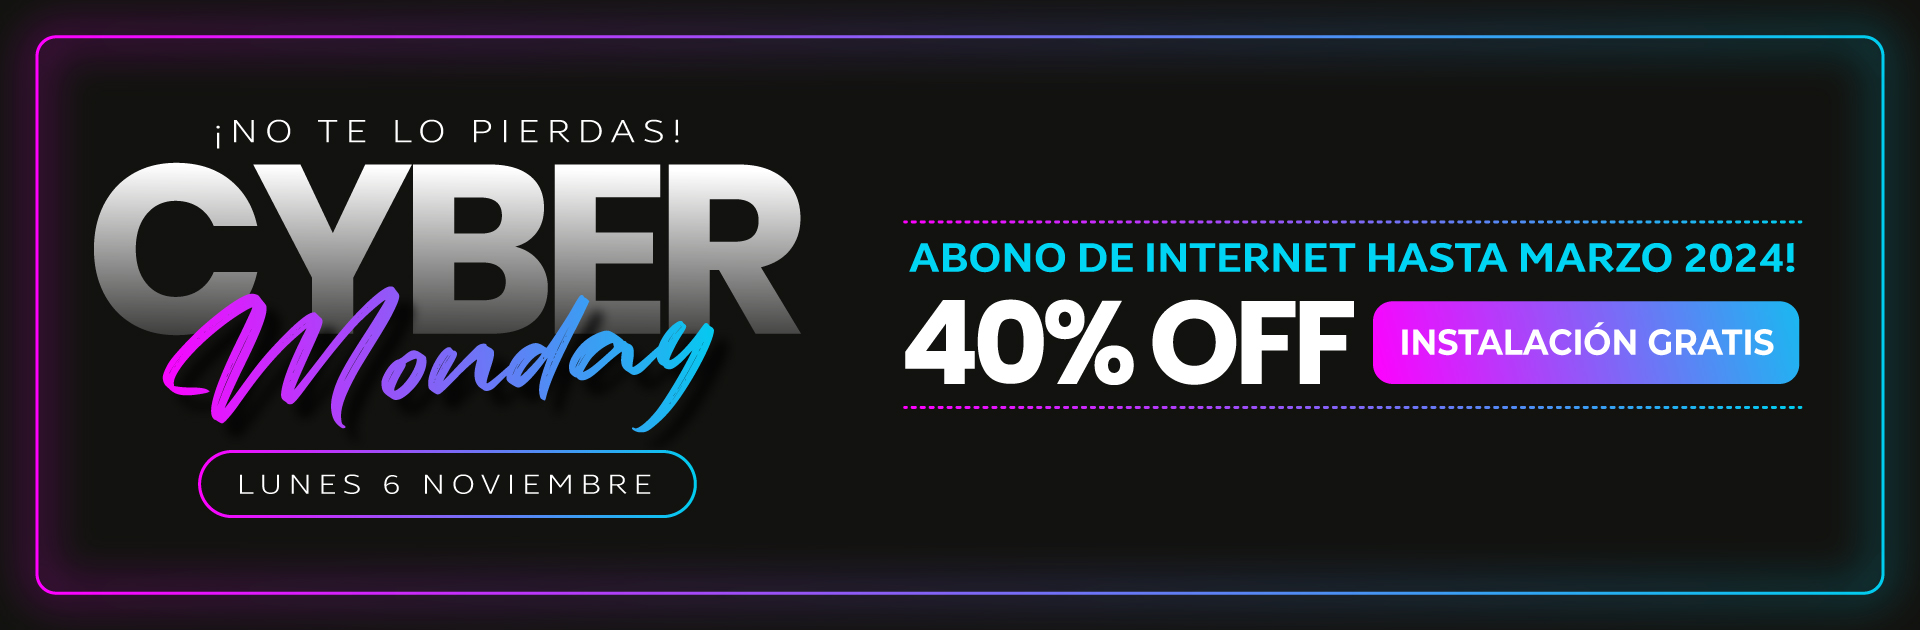 ¡NO TE LO PIERDAS!
CYBER
Monday
LUNES 6 NOVIEMBRE
ABONO DE INTERNET HASTA MARZO 2024!
40% OFF INSTALACIÓN GRATIS